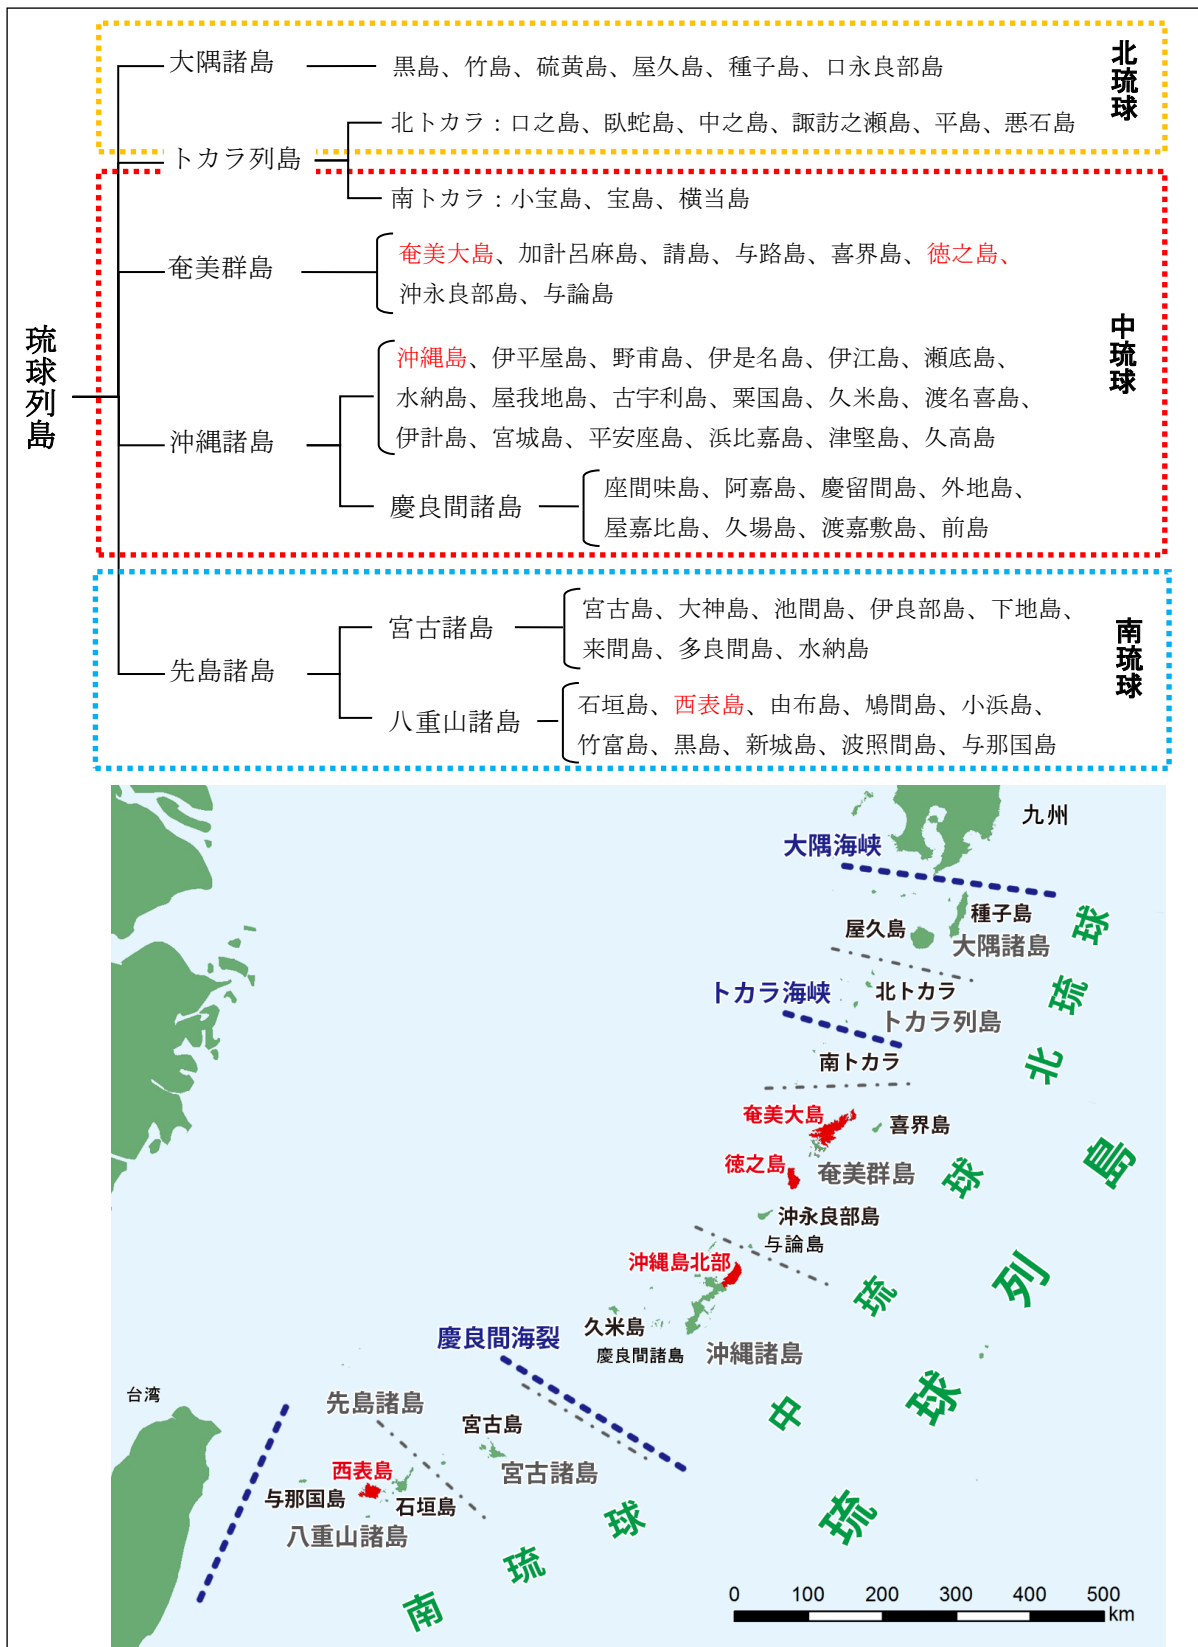 大隅諸島
黒島、竹島、硫黄島、屋久島、種子島、口永良部島
北琉球
北トカラ：口之島、臥蛇島、中之島、諏訪之瀬島、平島、悪石島
トカラ列島
南トカラ：小宝島、宝島、横当島
奄美群島
奄美大島、加計呂麻島、請島、与路島、喜界島、徳之島、
沖永良部島、与論島
中琉球
琉球列島
沖縄島、伊平屋島、野甫島、伊是名島、伊江島、瀬底島、
水納島、屋我地島、古宇利島、粟国島、久米島、渡名喜島、
伊計島、宮城島、平安座島、浜比嘉島、津堅島、久高島
沖縄諸島
慶良間諸島
座間味島、阿嘉島、慶留間島、外地島、
屋嘉比島、久場島、渡嘉敷島、前島
南琉球
先島諸島
宮古諸島
宮古島、大神島、池間島、伊良部島、下地島、
来間島、多良間島、水納島
八重山諸島
石垣島、西表島、由布島、鳩間島、小浜島、
竹富島、黒島、新城島、波照間島、与那国島
九州
大隅海峡
種子島
屋久島
大隅諸島
北琉球
トカラ海峡
北トカラ
トカラ列島
南トカラ
奄美大島
喜界島
徳之島
奄美群島
沖永良部島
与論島
沖縄島北部
中琉球
琉球列島
久米島
慶良間諸島
沖縄諸島
慶良間海裂
台湾
先島諸島
宮古島
宮古諸島
西表島
与那国島
石垣島
八重山諸島
南琉球
0 100 200 300 400 500
km